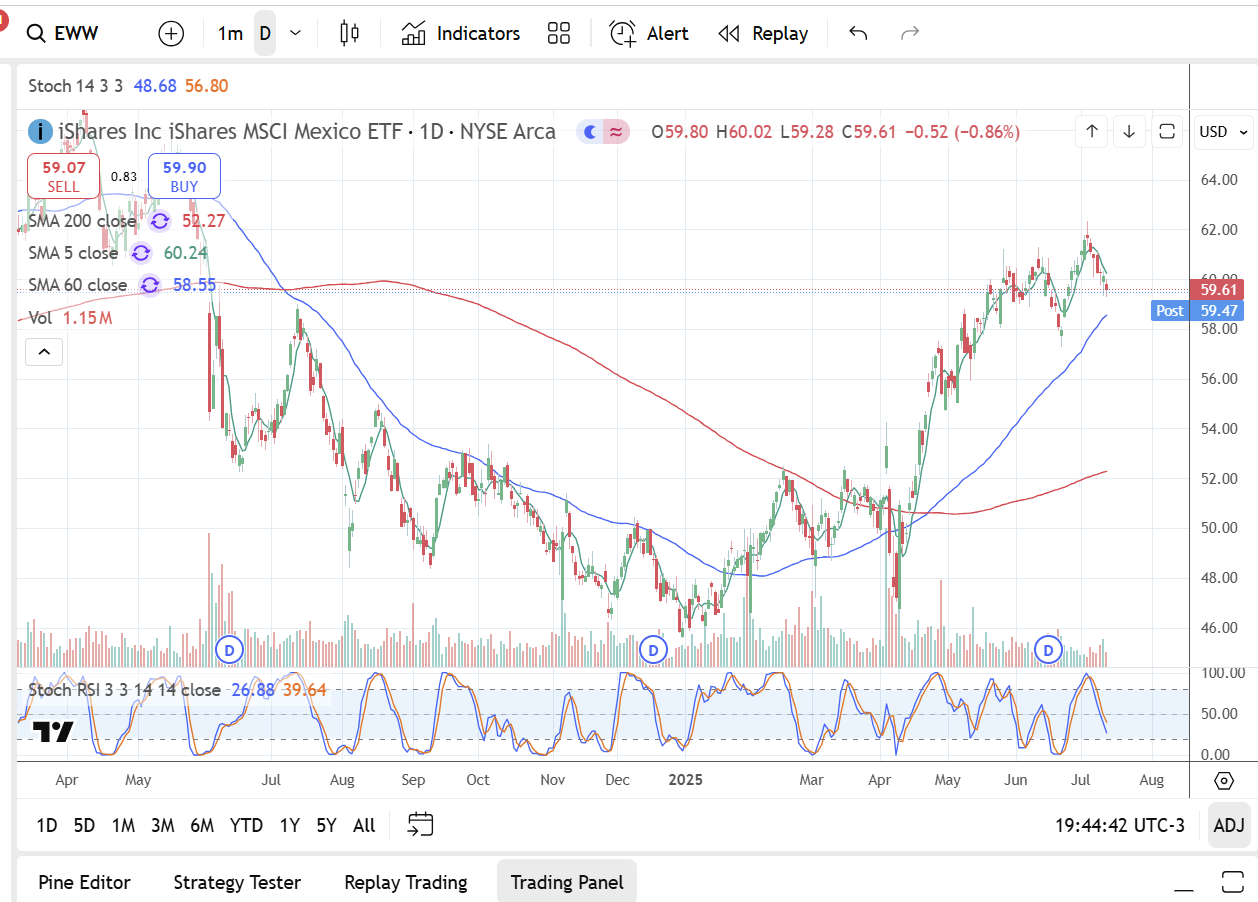 EWW 1m D Indicators Alert Replay
Stoch 14 3 3 48.68 56.80
iShares Inc iShares MSCI Mexico ETF · 1D · NYSE Arca O59.80 H60.02 L59.28 C59.61 −0.52 (−0.86%) USD
59.07 0.83 59.90
SELL BUY
64.00
SMA 200 close 52.27
62.00
SMA 5 close 60.24
60.00
SMA 60 close 58.55
59.61
Post 59.47
Vol 1.15M
58.00
56.00
54.00
52.00
50.00
48.00
46.00
D D D
100.00
Stoch RSI 3 3 14 14 close 26.88 39.64
50.00
0.00
Apr May Jul Aug Sep Oct Nov Dec 2025 Mar Apr May Jun Jul Aug
1D 5D 1M 3M 6M YTD 1Y 5Y All 19:44:42 UTC-3 ADJ
Pine Editor Strategy Tester Replay Trading Trading Panel